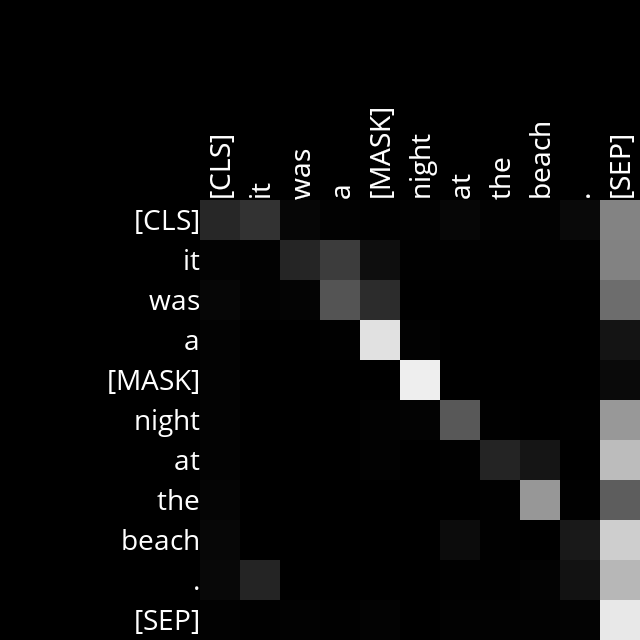 [CLS] it was a [MASK] night at the beach . [SEP]
[CLS]
it
was
a
[MASK]
night
at
the
beach
.
[SEP]